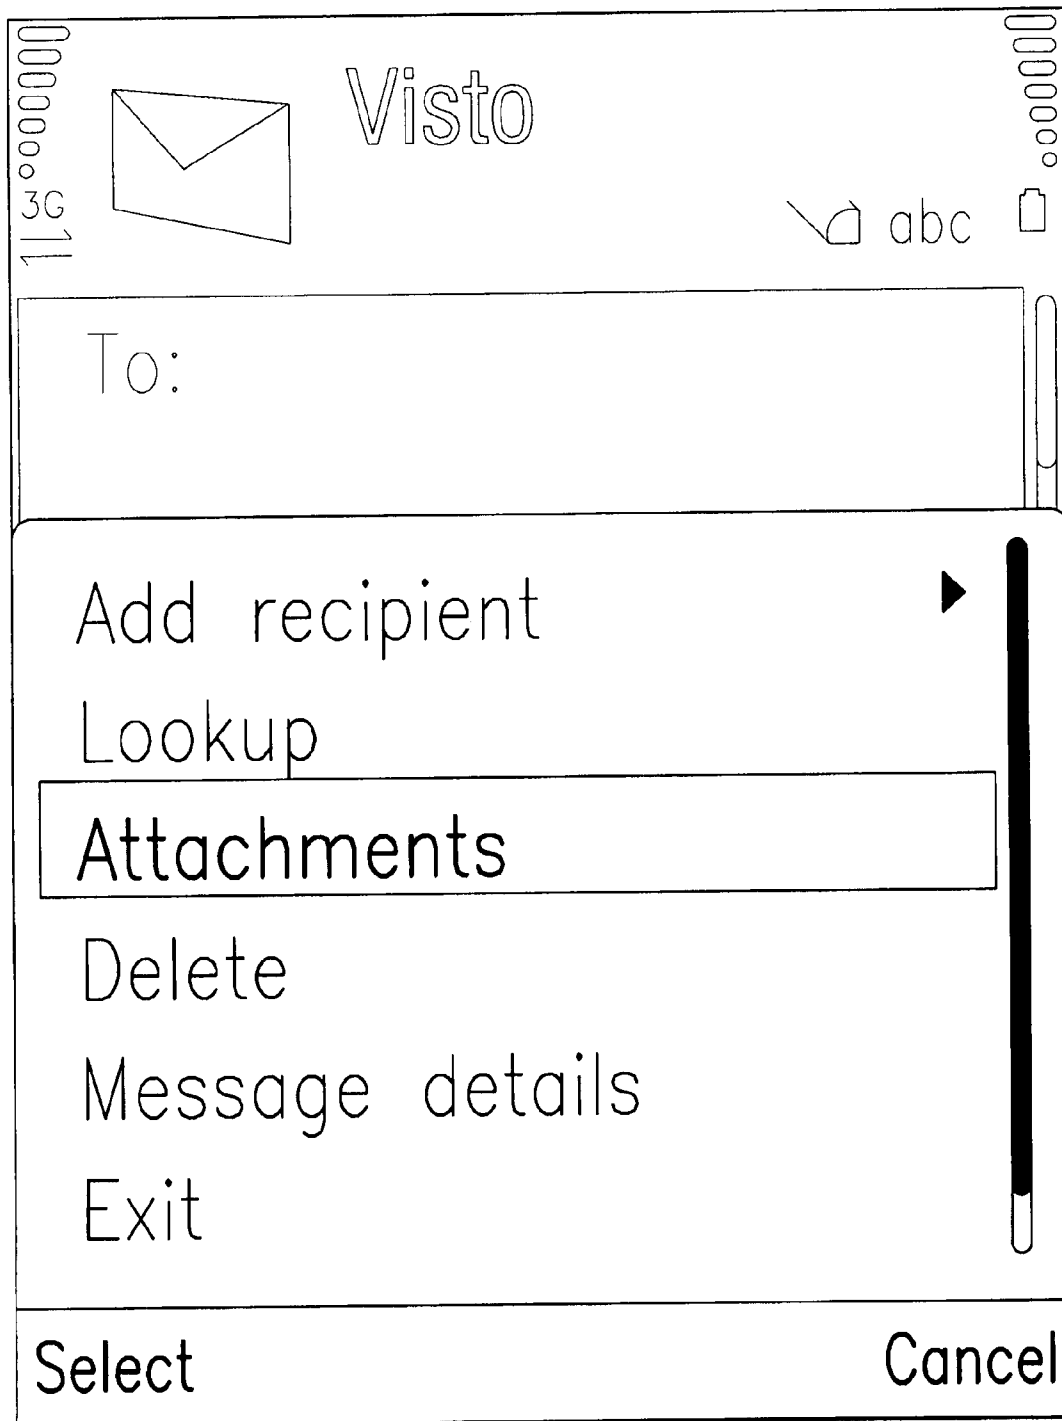 Visto
3G
abc
To:
Add recipient
Lookup
Attachments
Delete
Message details
Exit
Select Cancel